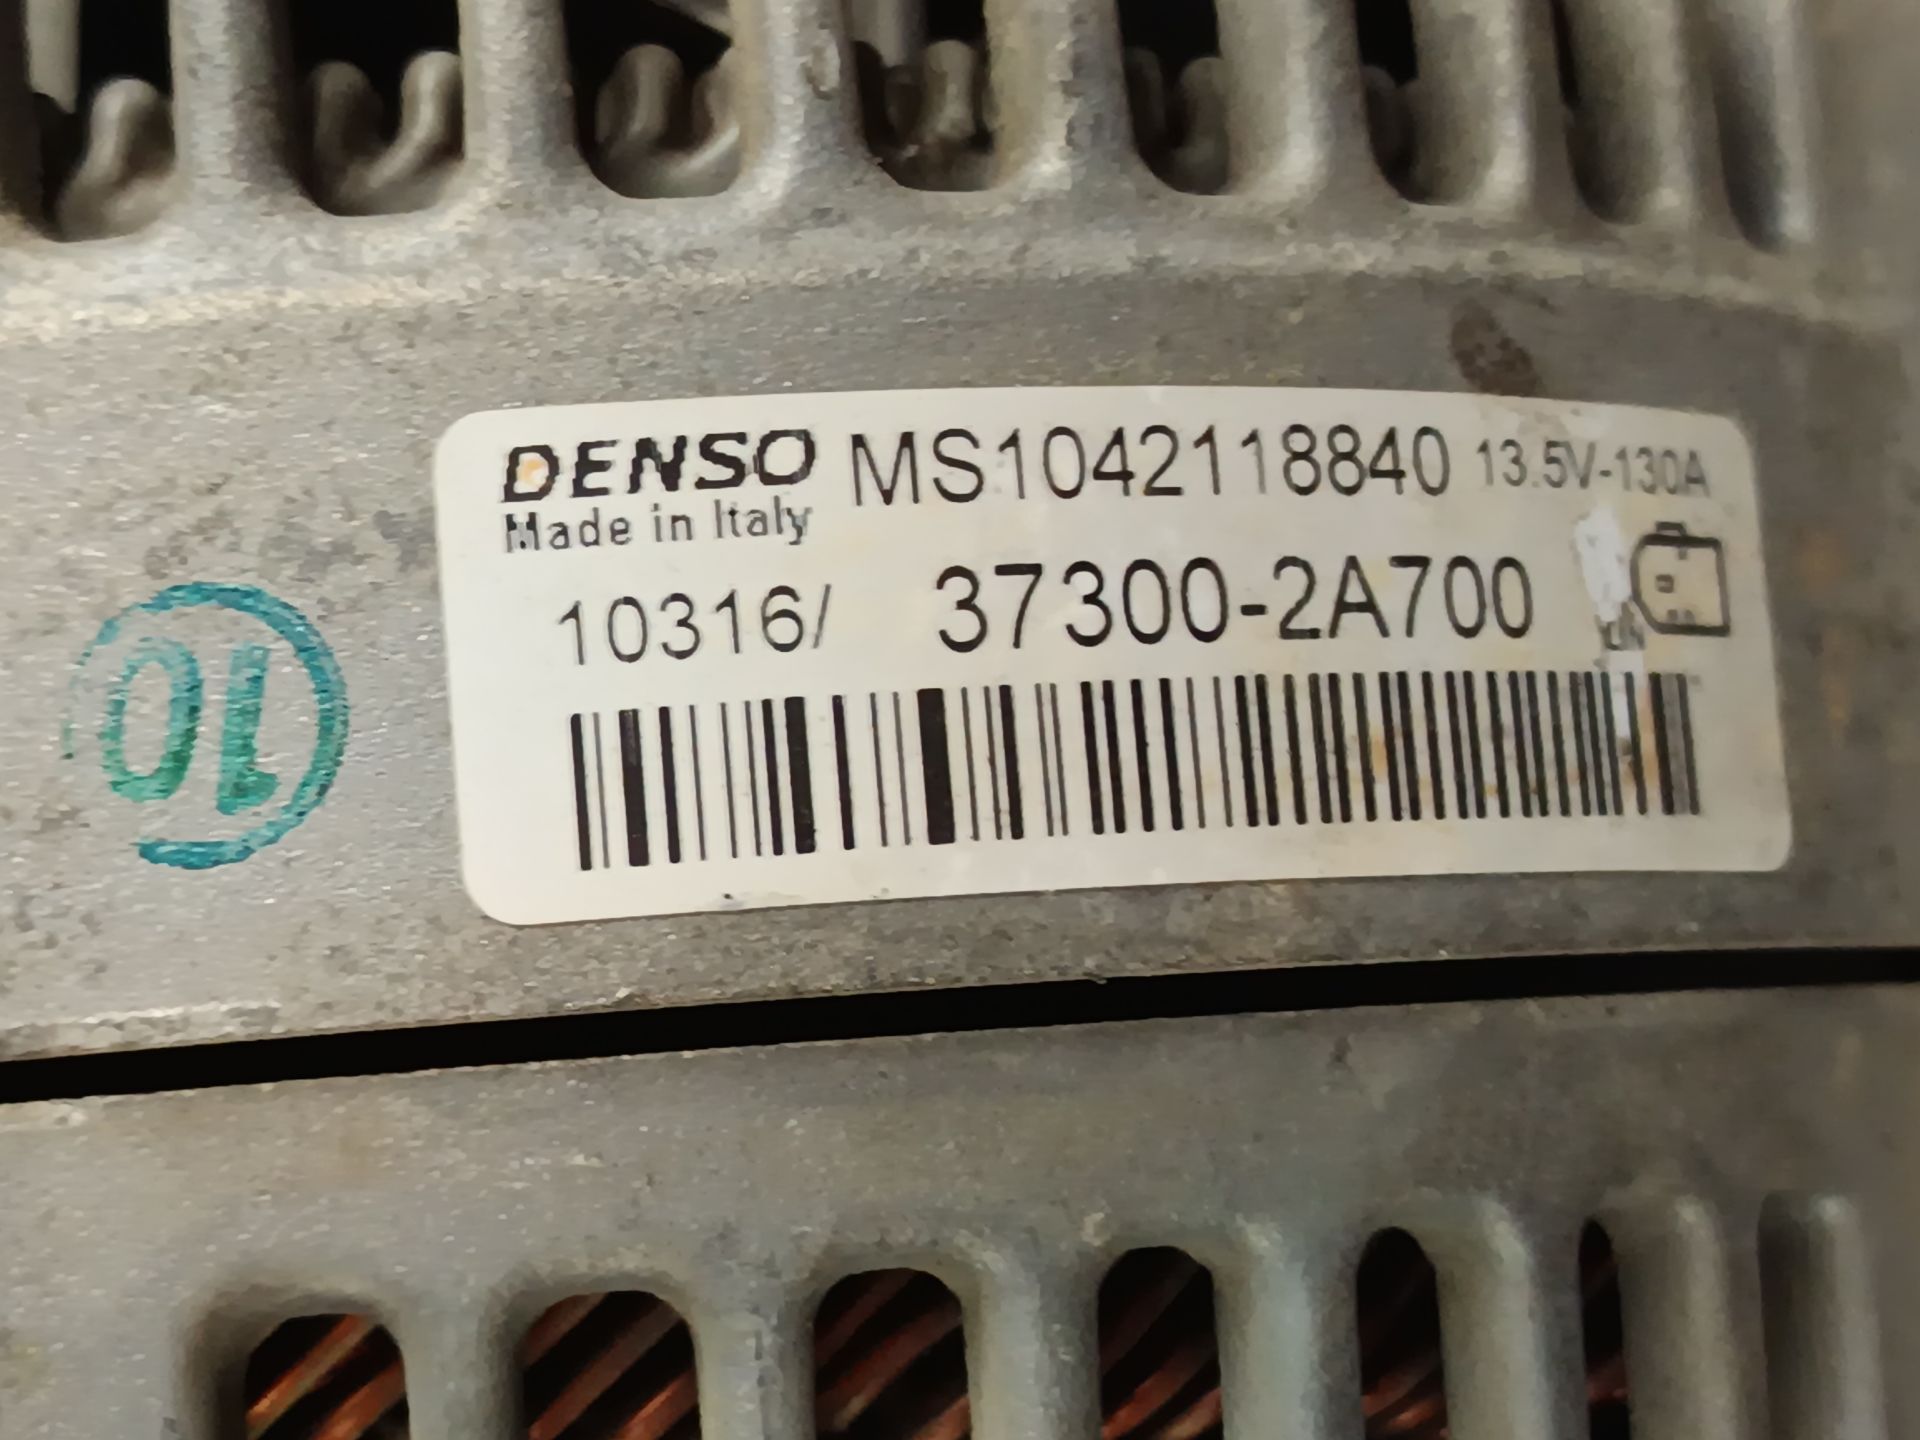 DENSO MS1042118840 13.5V-130A
Made in Italy
10316/ 37300-2A700
10